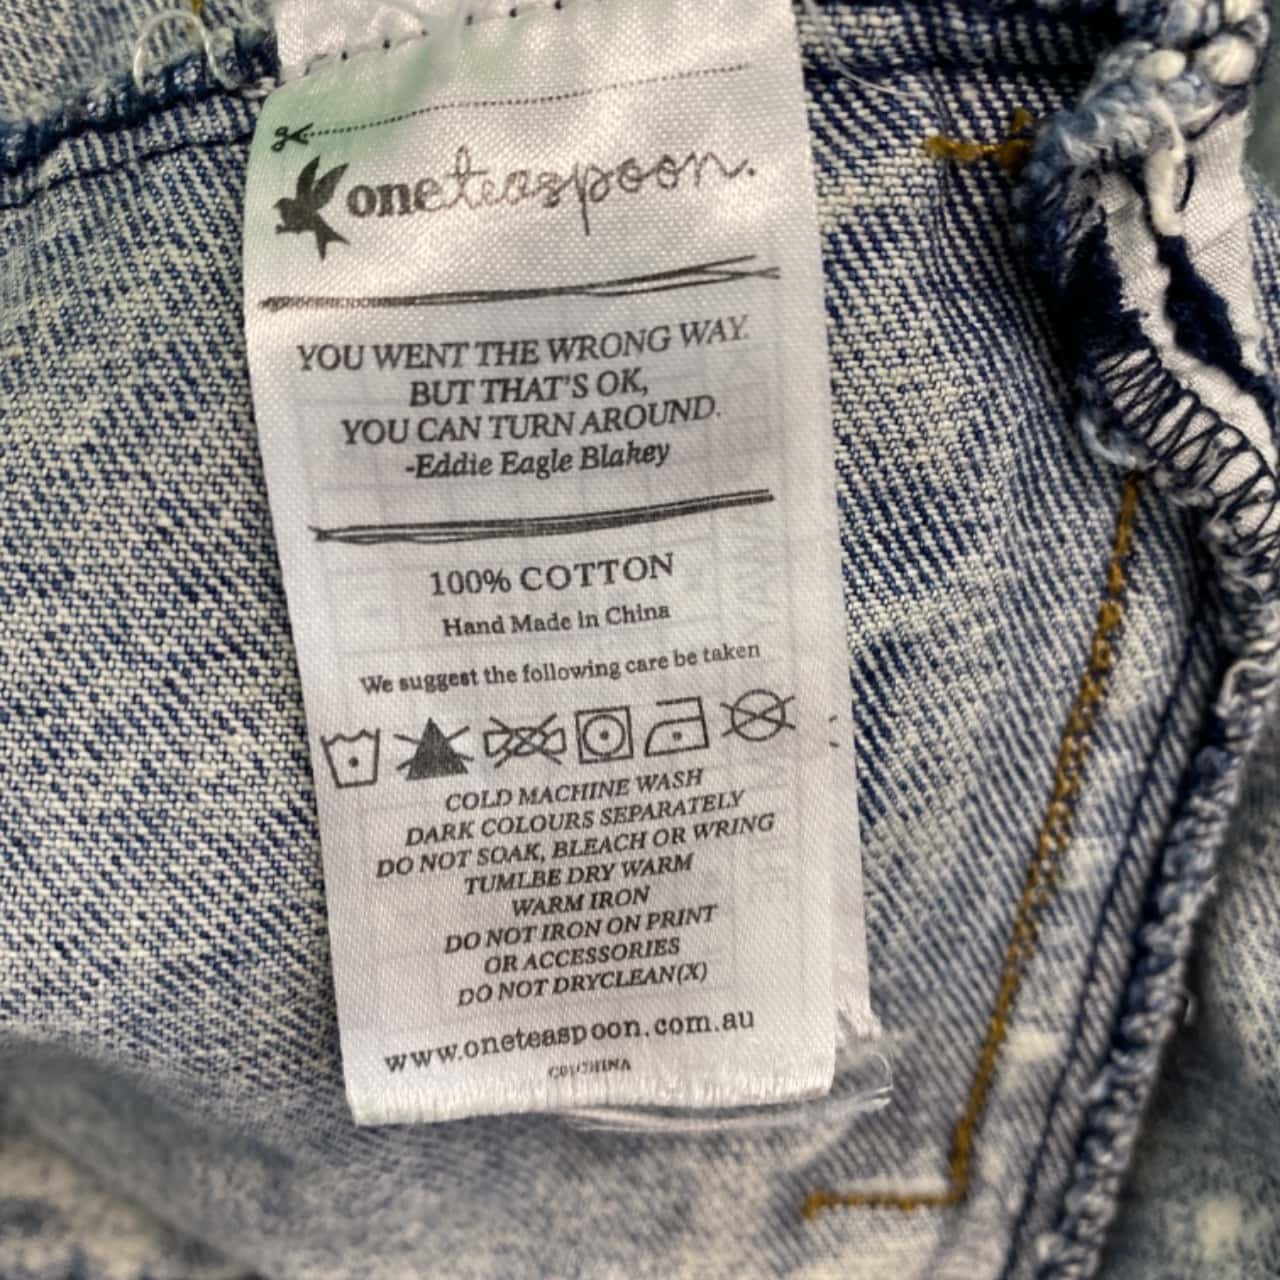 oneteaspoon.
YOU WENT THE WRONG WAY.
BUT THAT'S OK,
YOU CAN TURN AROUND.
-Eddie Eagle Blakey
100% COTTON
Hand Made in China
We suggest the following care be taken
COLD MACHINE WASH
DARK COLOURS SEPARATELY
DO NOT SOAK, BLEACH OR WRING
TUMLBE DRY WARM
WARM IRON
DO NOT IRON ON PRINT
OR ACCESSORIES
DO NOT DRYCLEAN(X)
www.oneteaspoon.com.au